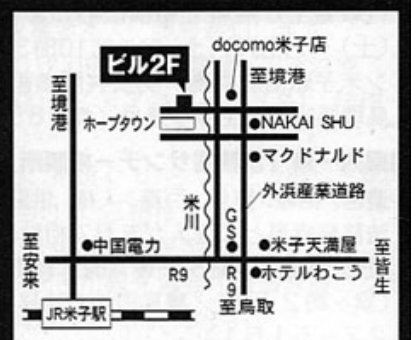 docomo米子店
ビル2F
至境港
至境港
ホープタウン
NAKAI SHU
マクドナルド
外浜産業道路
米川
GS
至安来
中国電力
米子天満屋
至皆生
R9
R9
ホテルわこう
至鳥取
JR米子駅